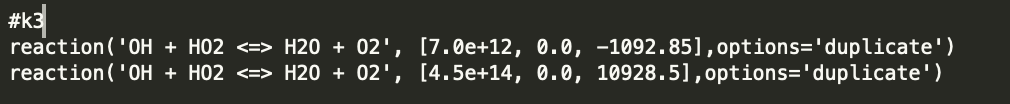 #k3
reaction('OH + HO2 <=> H2O + O2', [7.0e+12, 0.0, -1092.85],options='duplicate')
reaction('OH + HO2 <=> H2O + O2', [4.5e+14, 0.0, 10928.5],options='duplicate')